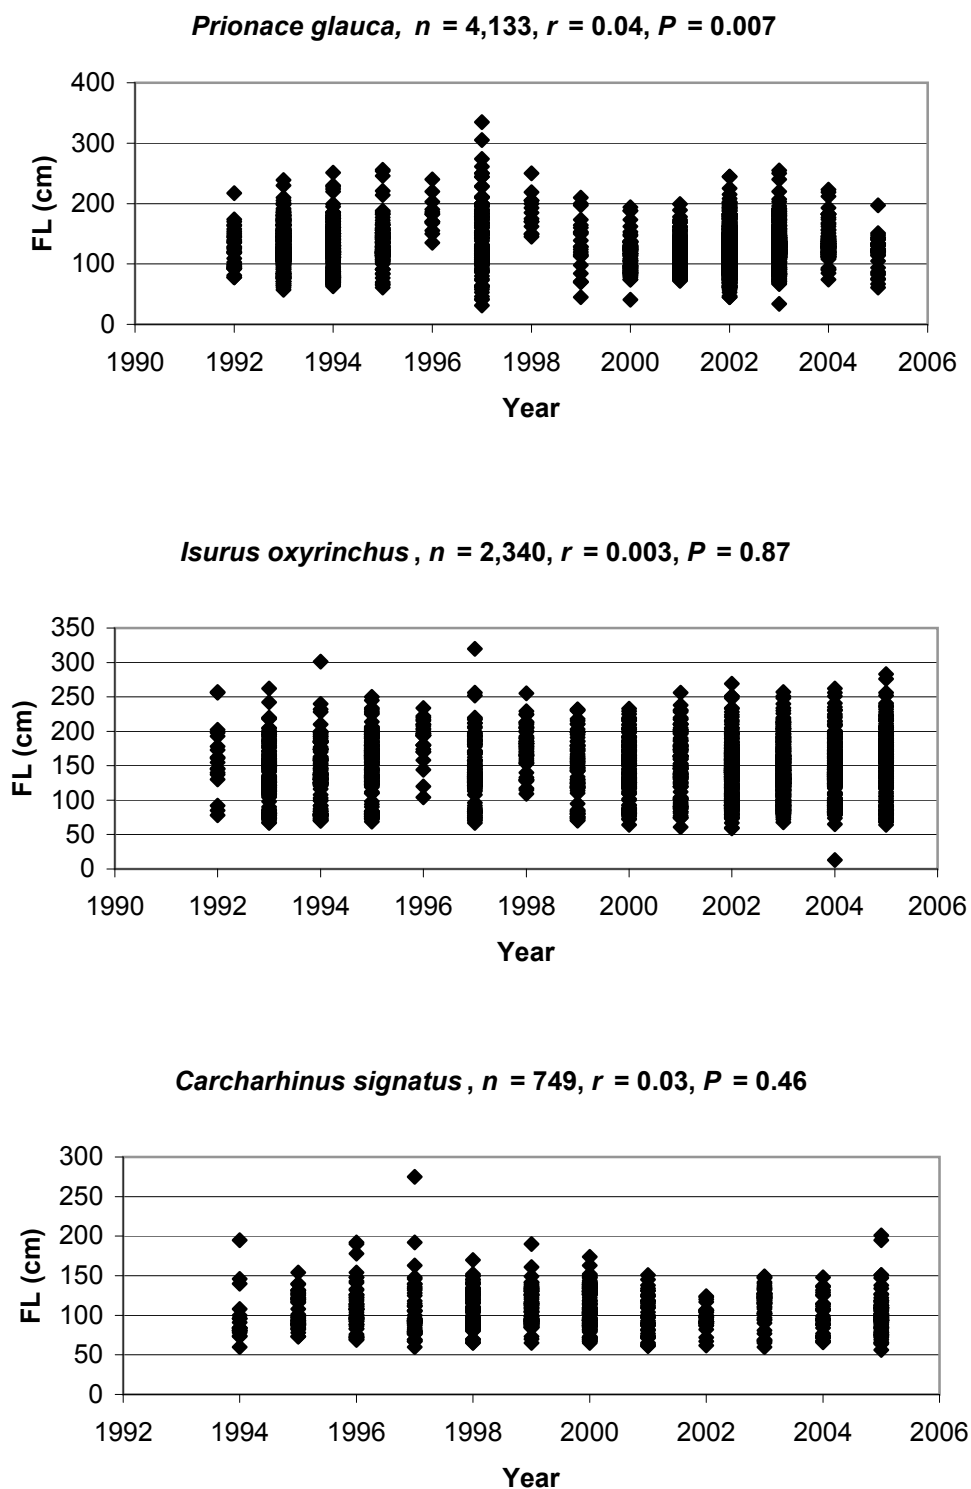 Prionace glauca, n = 4,133, r = 0.04, P = 0.007
400
300
200
100
0
FL (cm)
1990 1992 1994 1996 1998 2000 2002 2004 2006
Year
Isurus oxyrinchus, n = 2,340, r = 0.003, P = 0.87
350
300
250
200
150
100
50
0
FL (cm)
1990 1992 1994 1996 1998 2000 2002 2004 2006
Year
Carcharhinus signatus, n = 749, r = 0.03, P = 0.46
300
250
200
150
100
50
0
FL (cm)
1992 1994 1996 1998 2000 2002 2004 2006
Year